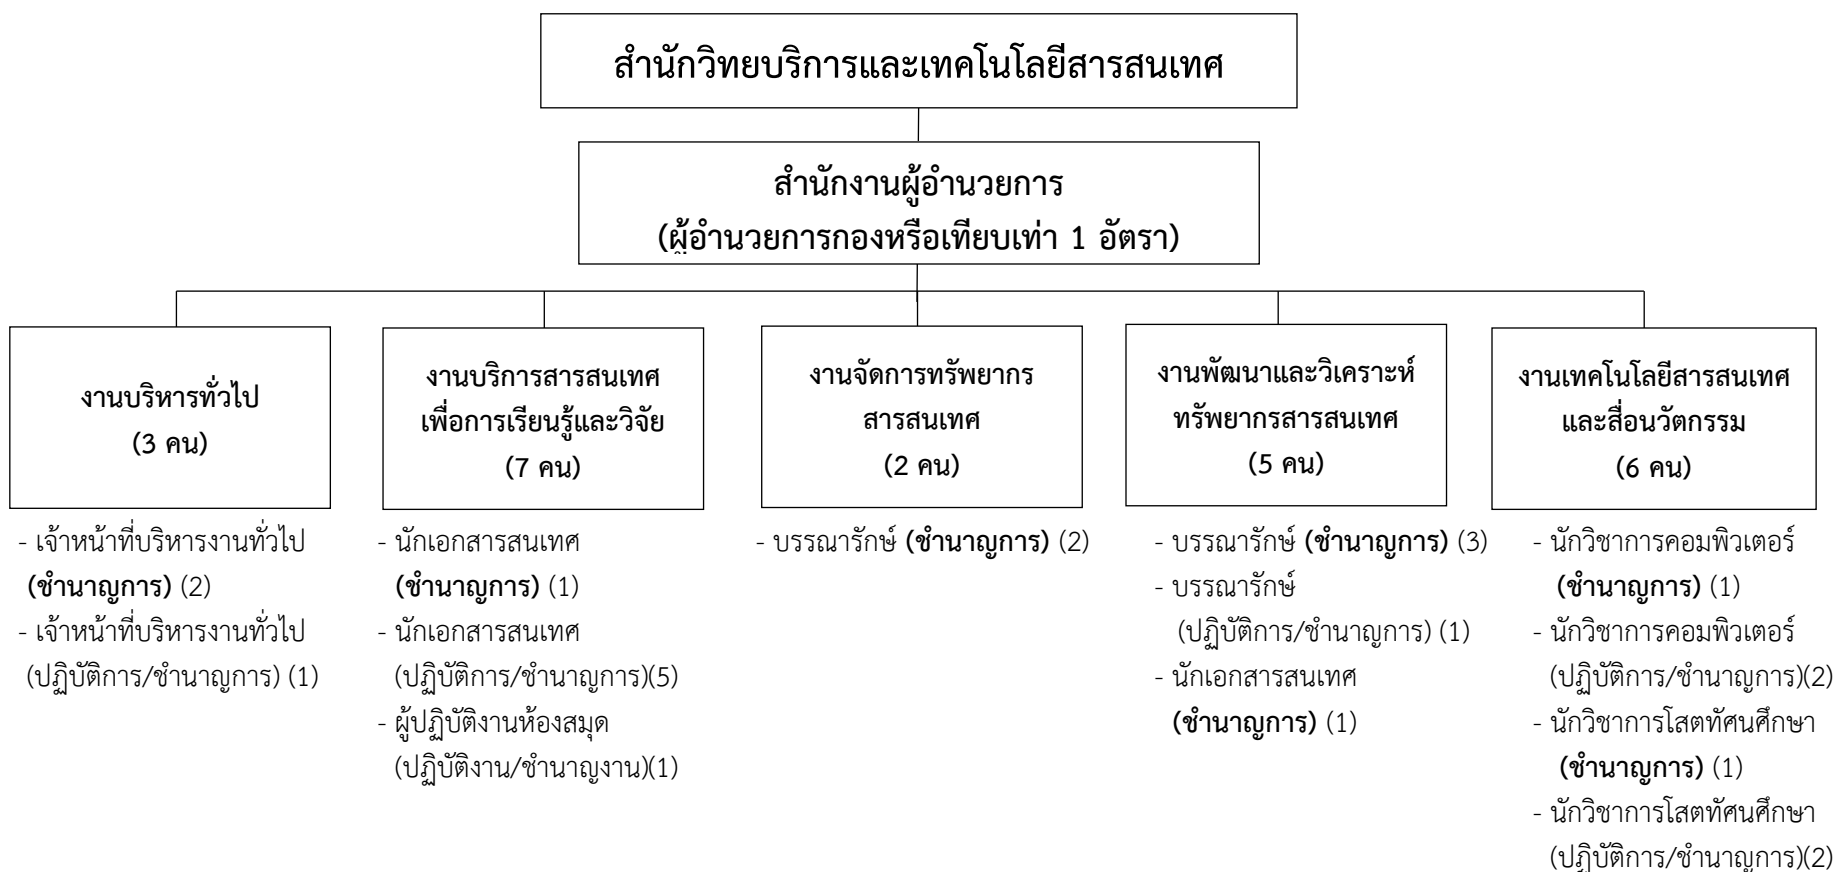 สำนักวิทยบริการและเทคโนโลยีสารสนเทศ
สำนักงานผู้อำนวยการ
(ผู้อำนวยการกองหรือเทียบเท่า 1 อัตรา)
งานบริหารทั่วไป
(3 คน)
- เจ้าหน้าที่บริหารงานทั่วไป
(ชำนาญการ) (2)
- เจ้าหน้าที่บริหารงานทั่วไป
(ปฏิบัติการ/ชำนาญการ) (1)
งานบริการสารสนเทศ
เพื่อการเรียนรู้และวิจัย
(7 คน)
- นักเอกสารสนเทศ
(ชำนาญการ) (1)
- นักเอกสารสนเทศ
(ปฏิบัติการ/ชำนาญการ)(5)
- ผู้ปฏิบัติงานห้องสมุด
(ปฏิบัติงาน/ชำนาญงาน)(1)
งานจัดการทรัพยากร
สารสนเทศ
(2 คน)
- บรรณารักษ์ (ชำนาญการ) (2)
งานพัฒนาและวิเคราะห์
ทรัพยากรสารสนเทศ
(5 คน)
- บรรณารักษ์ (ชำนาญการ) (3)
- บรรณารักษ์
(ปฏิบัติการ/ชำนาญการ) (1)
- นักเอกสารสนเทศ
(ชำนาญการ) (1)
งานเทคโนโลยีสารสนเทศ
และสื่อนวัตกรรม
(6 คน)
- นักวิชาการคอมพิวเตอร์
(ชำนาญการ) (1)
- นักวิชาการคอมพิวเตอร์
(ปฏิบัติการ/ชำนาญการ)(2)
- นักวิชาการโสตทัศนศึกษา
(ชำนาญการ) (1)
- นักวิชาการโสตทัศนศึกษา
(ปฏิบัติการ/ชำนาญการ)(2)